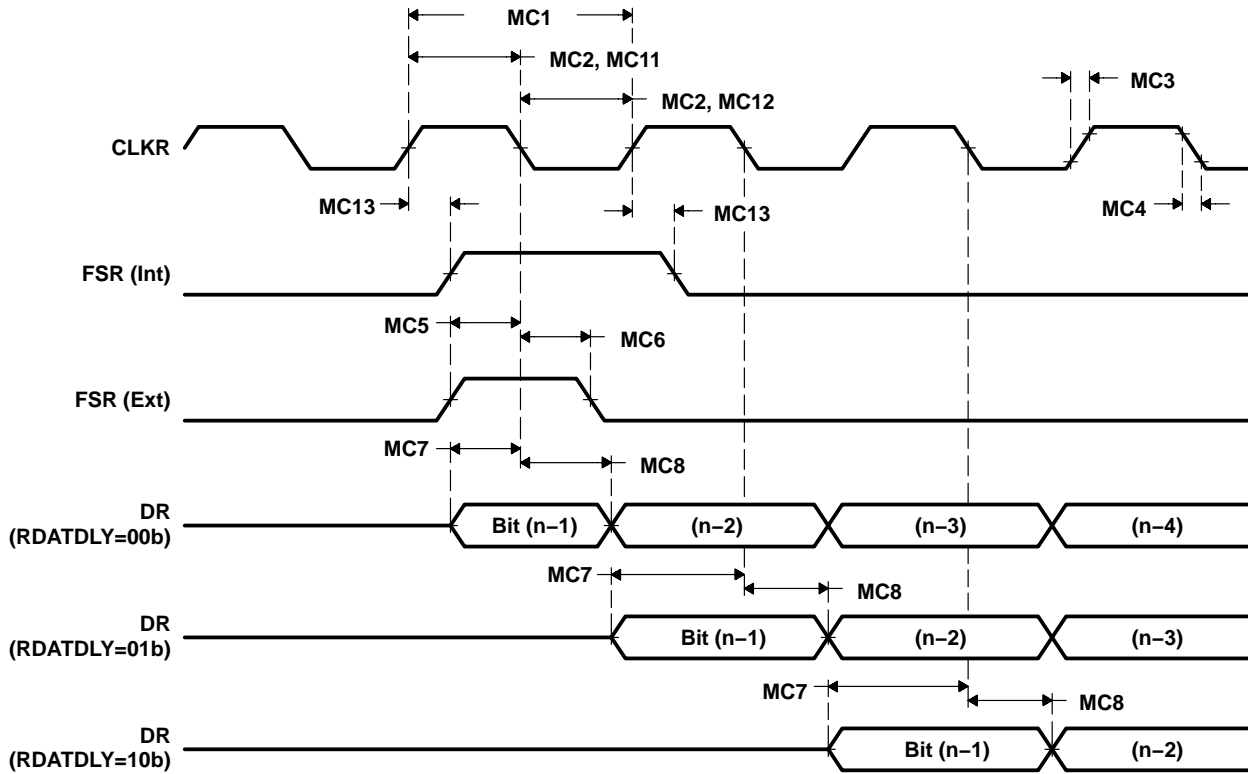 MC1
MC2, MC11
MC3
MC2, MC12
CLKR
MC13
MC13
MC4
FSR (Int)
MC5
MC6
FSR (Ext)
MC7
MC8
DR
(RDATDLY=00b)
Bit (n−1)
(n−2)
(n−3)
(n−4)
MC7
MC8
DR
(RDATDLY=01b)
Bit (n−1)
(n−2)
(n−3)
MC7
MC8
DR
(RDATDLY=10b)
Bit (n−1)
(n−2)